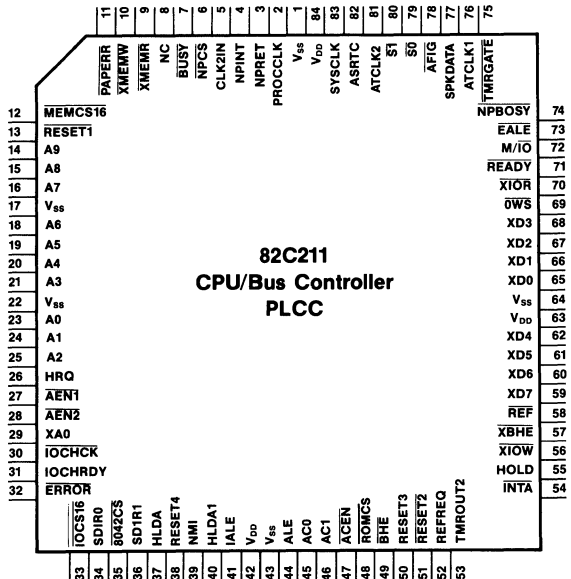 11 10 9 8 7 6 5 4 3 2 1 84 83 82 81 80 79 78 77 76 75
PAPERR XMEMW XMEMR NC BUSY NPCS CLK2IN NPINT NPRET PROCCLK Vss VDD SYSCLK ASRTC ATCLK2 S1 S0 AFIG SPKDATA ATCLK1 TMRGATE
12 MEMCS16
13 RESET1
14 A9
15 A8
16 A7
17 Vss
18 A6
19 A5
20 A4
21 A3
22 Vss
23 A0
24 A1
25 A2
26 HRQ
27 AEN1
28 AEN2
29 XA0
30 IOCHCK
31 IOCHRDY
32 ERROR
82C211
CPU/Bus Controller
PLCC
NPBOSY 74
EALE 73
M/IO 72
READY 71
XIOR 70
0WS 69
XD3 68
XD2 67
XD1 66
XD0 65
Vss 64
VDD 63
XD4 62
XD5 61
XD6 60
XD7 59
REF 58
XBHE 57
XIOW 56
HOLD 55
INTA 54
IOCS16 SDIR0 8042CS SD1R1 HLDA RESET4 NMI HLDA1 IALE VDD Vss ALE AC0 AC1 ACEN ROMCS BHE RESET3 RESET2 REFREQ TMROUT2
33 34 35 36 37 38 39 40 41 42 43 44 45 46 47 48 49 50 51 52 53